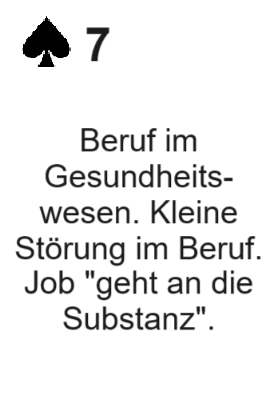 ♠ 7
Beruf im
Gesundheits-
wesen. Kleine
Störung im Beruf.
Job "geht an die
Substanz".